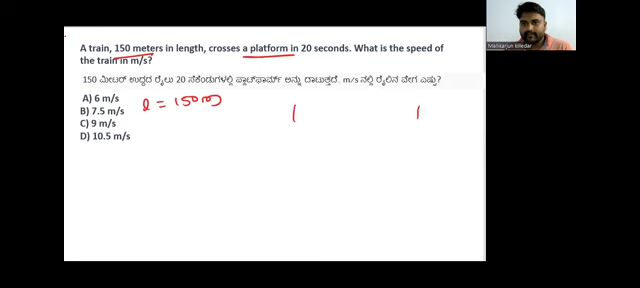 A train, 150 meters in length, crosses a platform in 20 seconds. What is the speed of
the train in m/s?
150 ಮೀಟರ್ ಉದ್ದದ ರೈಲು 20 ಸೆಕೆಂಡುಗಳಲ್ಲಿ ಪ್ಲಾಟ್‌ಫಾರ್ಮ್ ಅನ್ನು ದಾಟುತ್ತದೆ. m/s ನಲ್ಲಿ ರೈಲಿನ ವೇಗ ಎಷ್ಟು?
A) 6 m/s
B) 7.5 m/s
C) 9 m/s
D) 10.5 m/s
l = 150m
Mallikarjun killedar